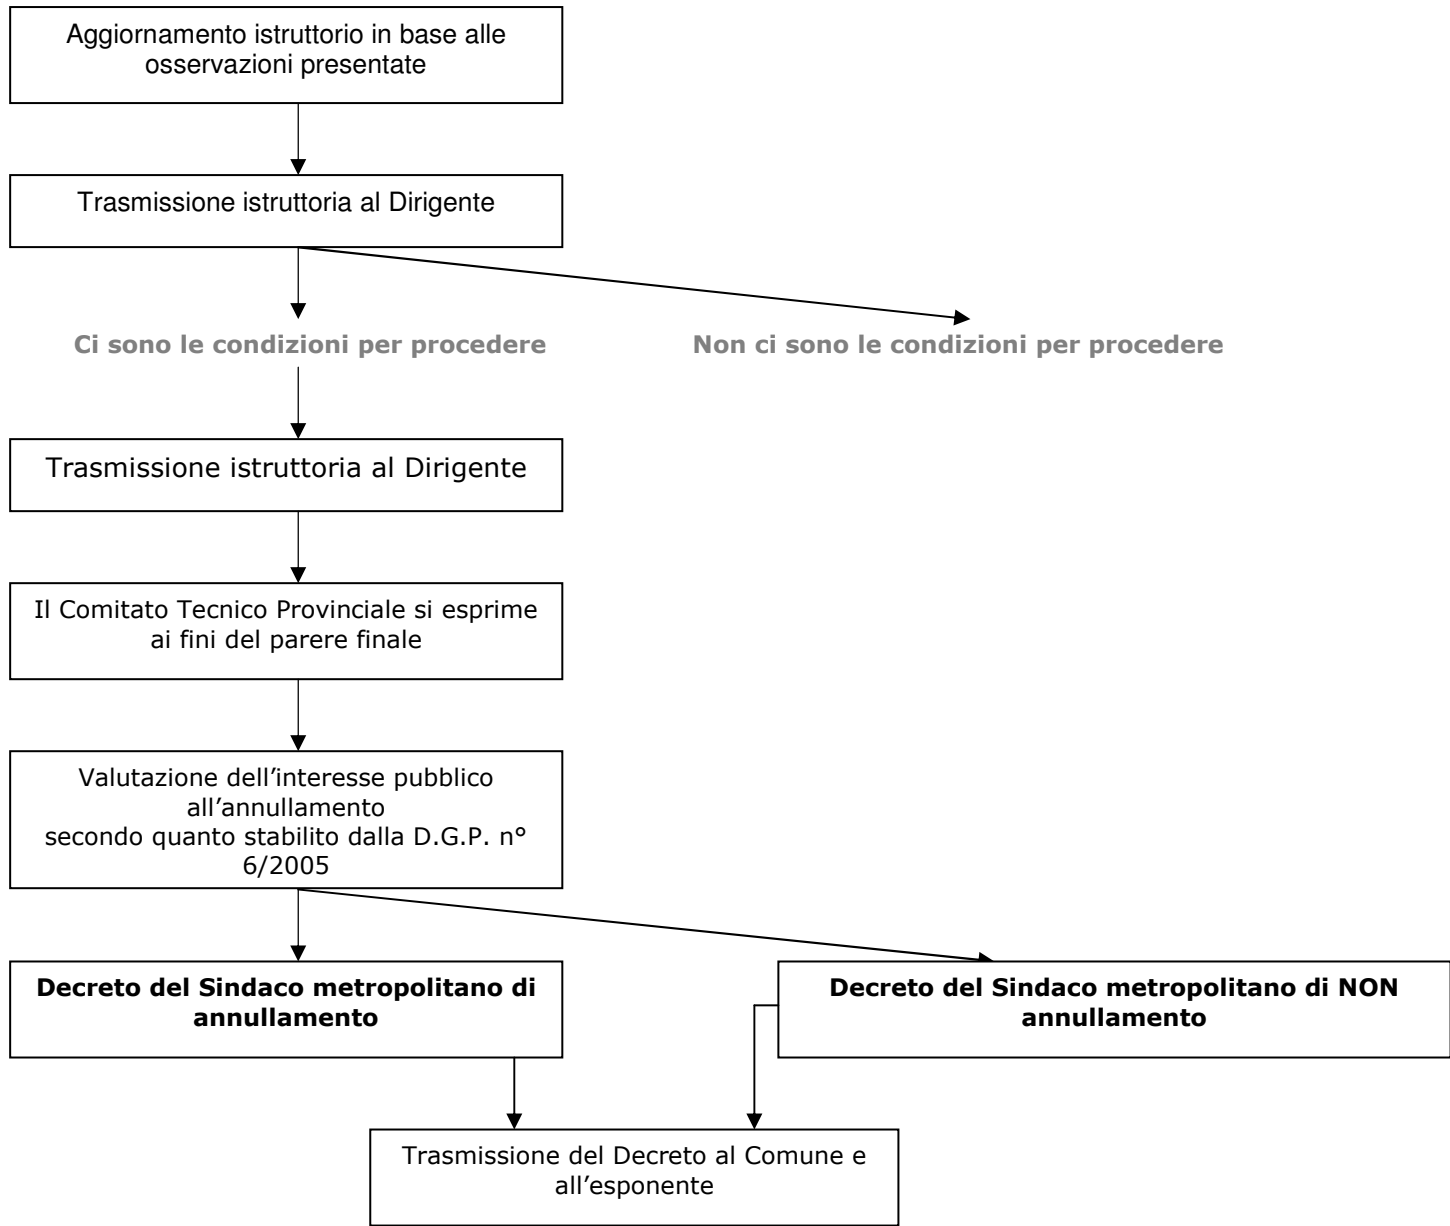 Aggiornamento istruttorio in base alle
osservazioni presentate
Trasmissione istruttoria al Dirigente
Ci sono le condizioni per procedere
Non ci sono le condizioni per procedere
Trasmissione istruttoria al Dirigente
Il Comitato Tecnico Provinciale si esprime
ai fini del parere finale
Valutazione dell’interesse pubblico
all’annullamento
secondo quanto stabilito dalla D.G.P. n°
6/2005
Decreto del Sindaco metropolitano di
annullamento
Decreto del Sindaco metropolitano di NON
annullamento
Trasmissione del Decreto al Comune e
all’esponente